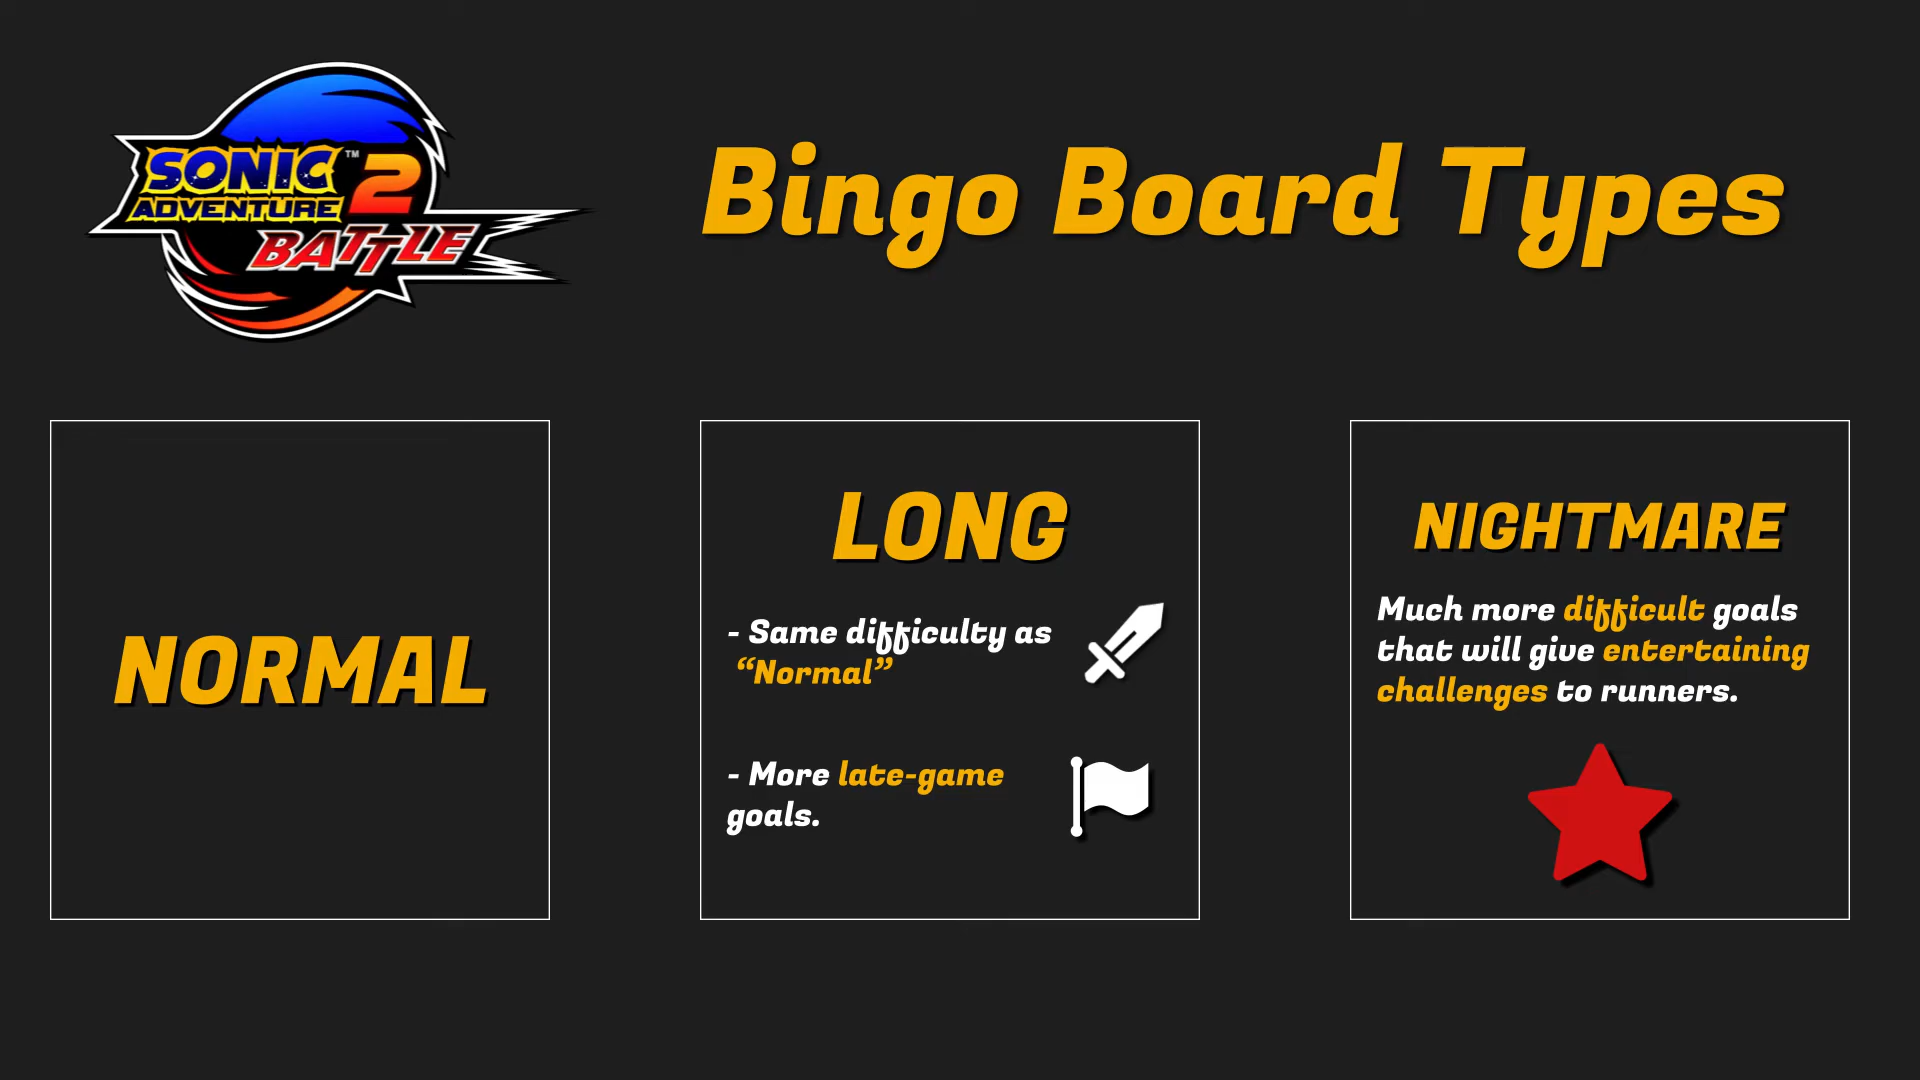 SONIC 2
ADVENTURE
BATTLE
TM
Bingo Board Types
NORMAL
LONG
- Same difficulty as
“Normal”
- More late-game
goals.
NIGHTMARE
Much more difficult goals
that will give entertaining
challenges to runners.